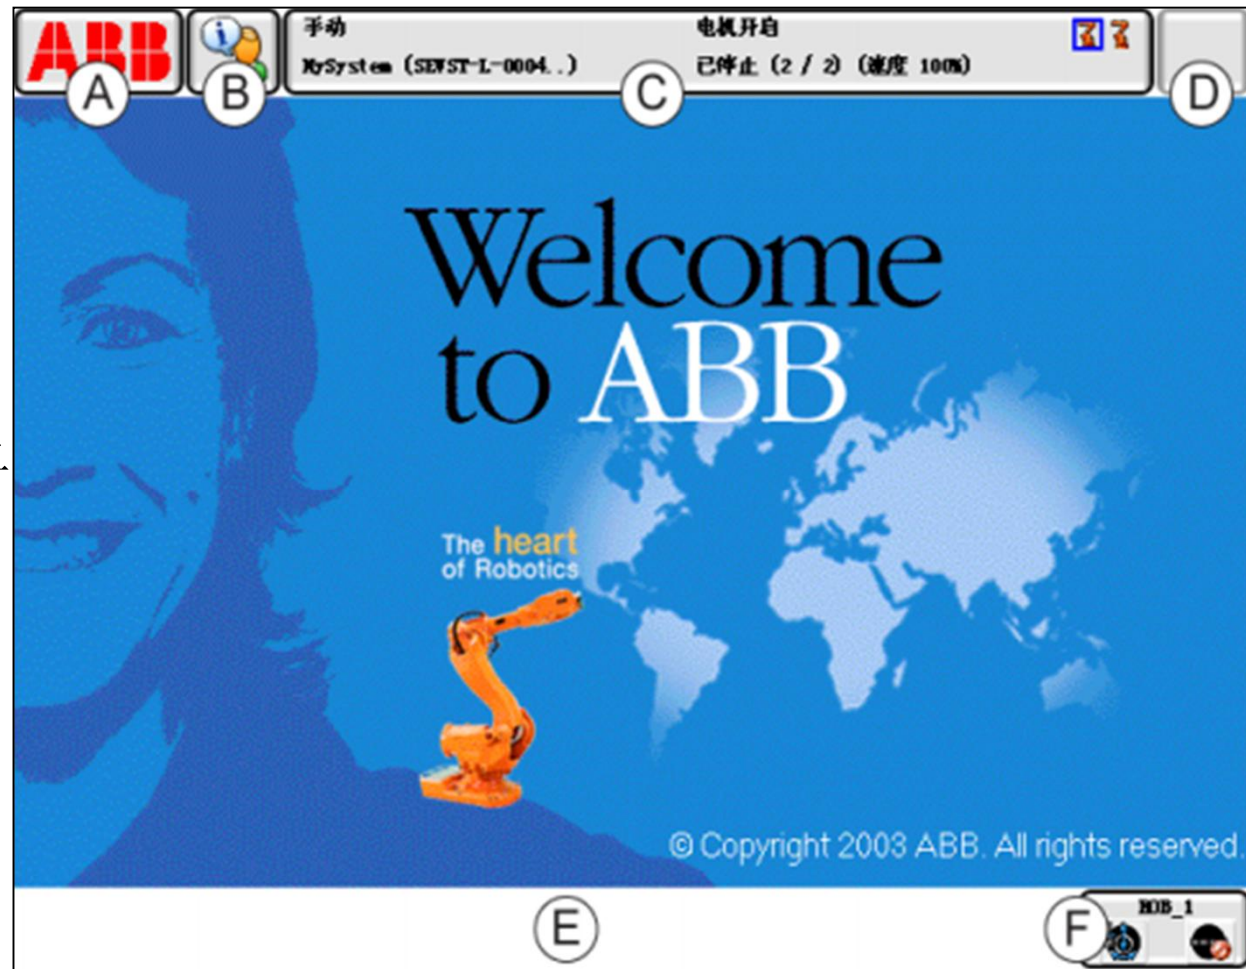 ABB
手动
电机开启
MySystem (SEVST-L-0004..)
已停止 (2 / 2) (速度 100%)
A
B
C
D
Welcome
to ABB
The heart
of Robotics
© Copyright 2003 ABB. All rights reserved.
E
F
ROB_1